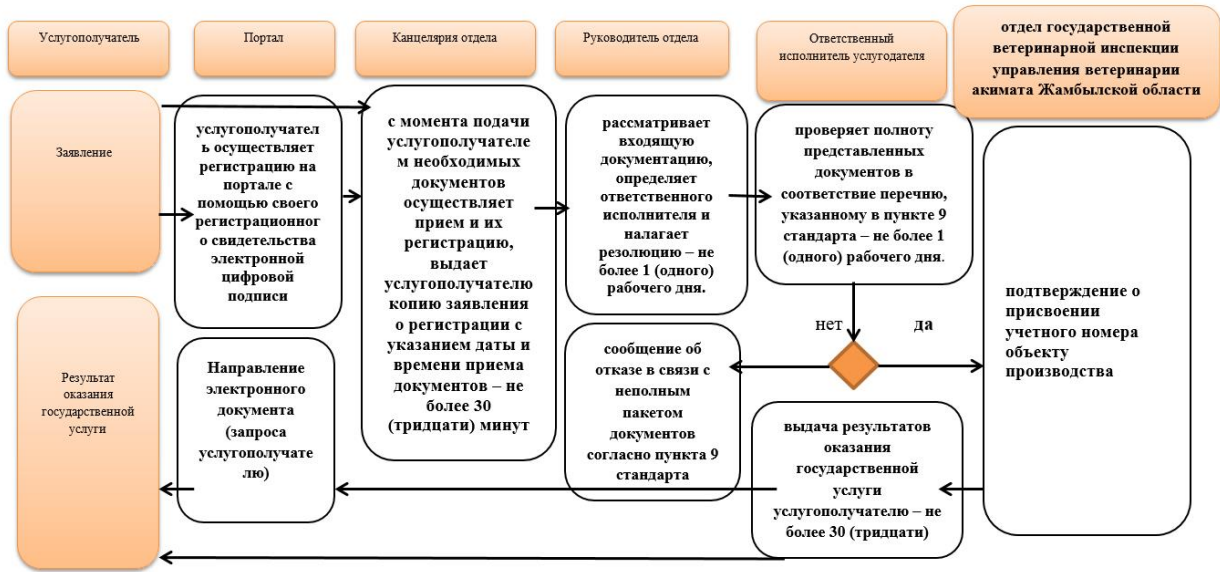 Услугополучатель
Портал
Канцелярия отдела
Руководитель отдела
Ответственный
исполнитель услугодателя
отдел государственной
ветеринарной инспекции
управления ветеринарии
акимата Жамбылской области
Заявление
услугополучател
ь осуществляет
регистрацию на
портале с
помощью своего
регистрационног
о свидетельства
электронной
цифровой
подписи
с момента подачи
услугополучателе
м необходимых
документов
осуществляет
прием и их
регистрацию,
выдает
услугополучателю
копию заявления
о регистрации с
указанием даты и
времени приема
документов – не
более 30
(тридцати) минут
рассматривает
входящую
документацию,
определяет
ответственного
исполнителя и
налагает
резолюцию – не
более 1 (одного)
рабочего дня.
проверяет полноту
представленных
документов в
соответствие перечню,
указанному в пункте 9
стандарта – не более 1
(одного) рабочего дня.
нет
да
подтверждение о
присвоении
учетного номера
объекту
производства
сообщение об
отказе в связи с
неполным
пакетом
документов
согласно пункта 9
стандарта
выдача результатов
оказания
государственной
услуги
услугополучателю – не
более 30 (тридцати)
Направление
электронного
документа
(запроса
услугополучате
лю)
Результат
оказания
государственной
услуги